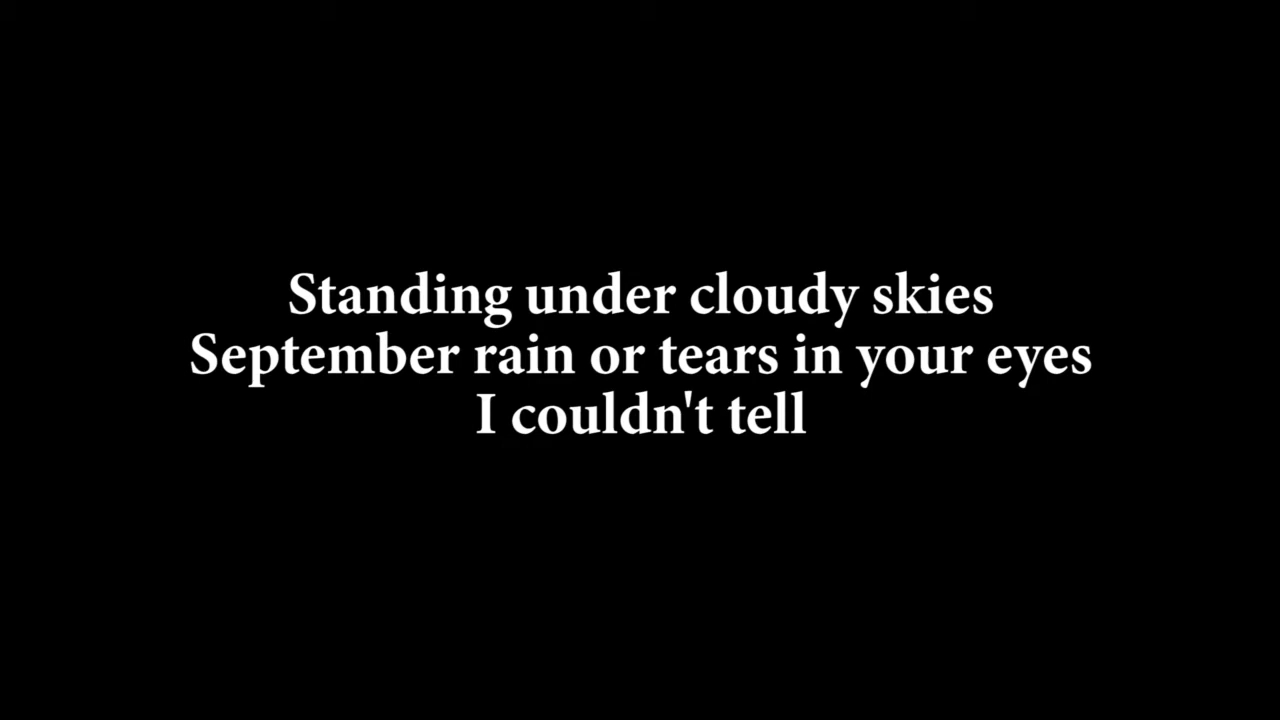 Standing under cloudy skies
September rain or tears in your eyes
I couldn't tell